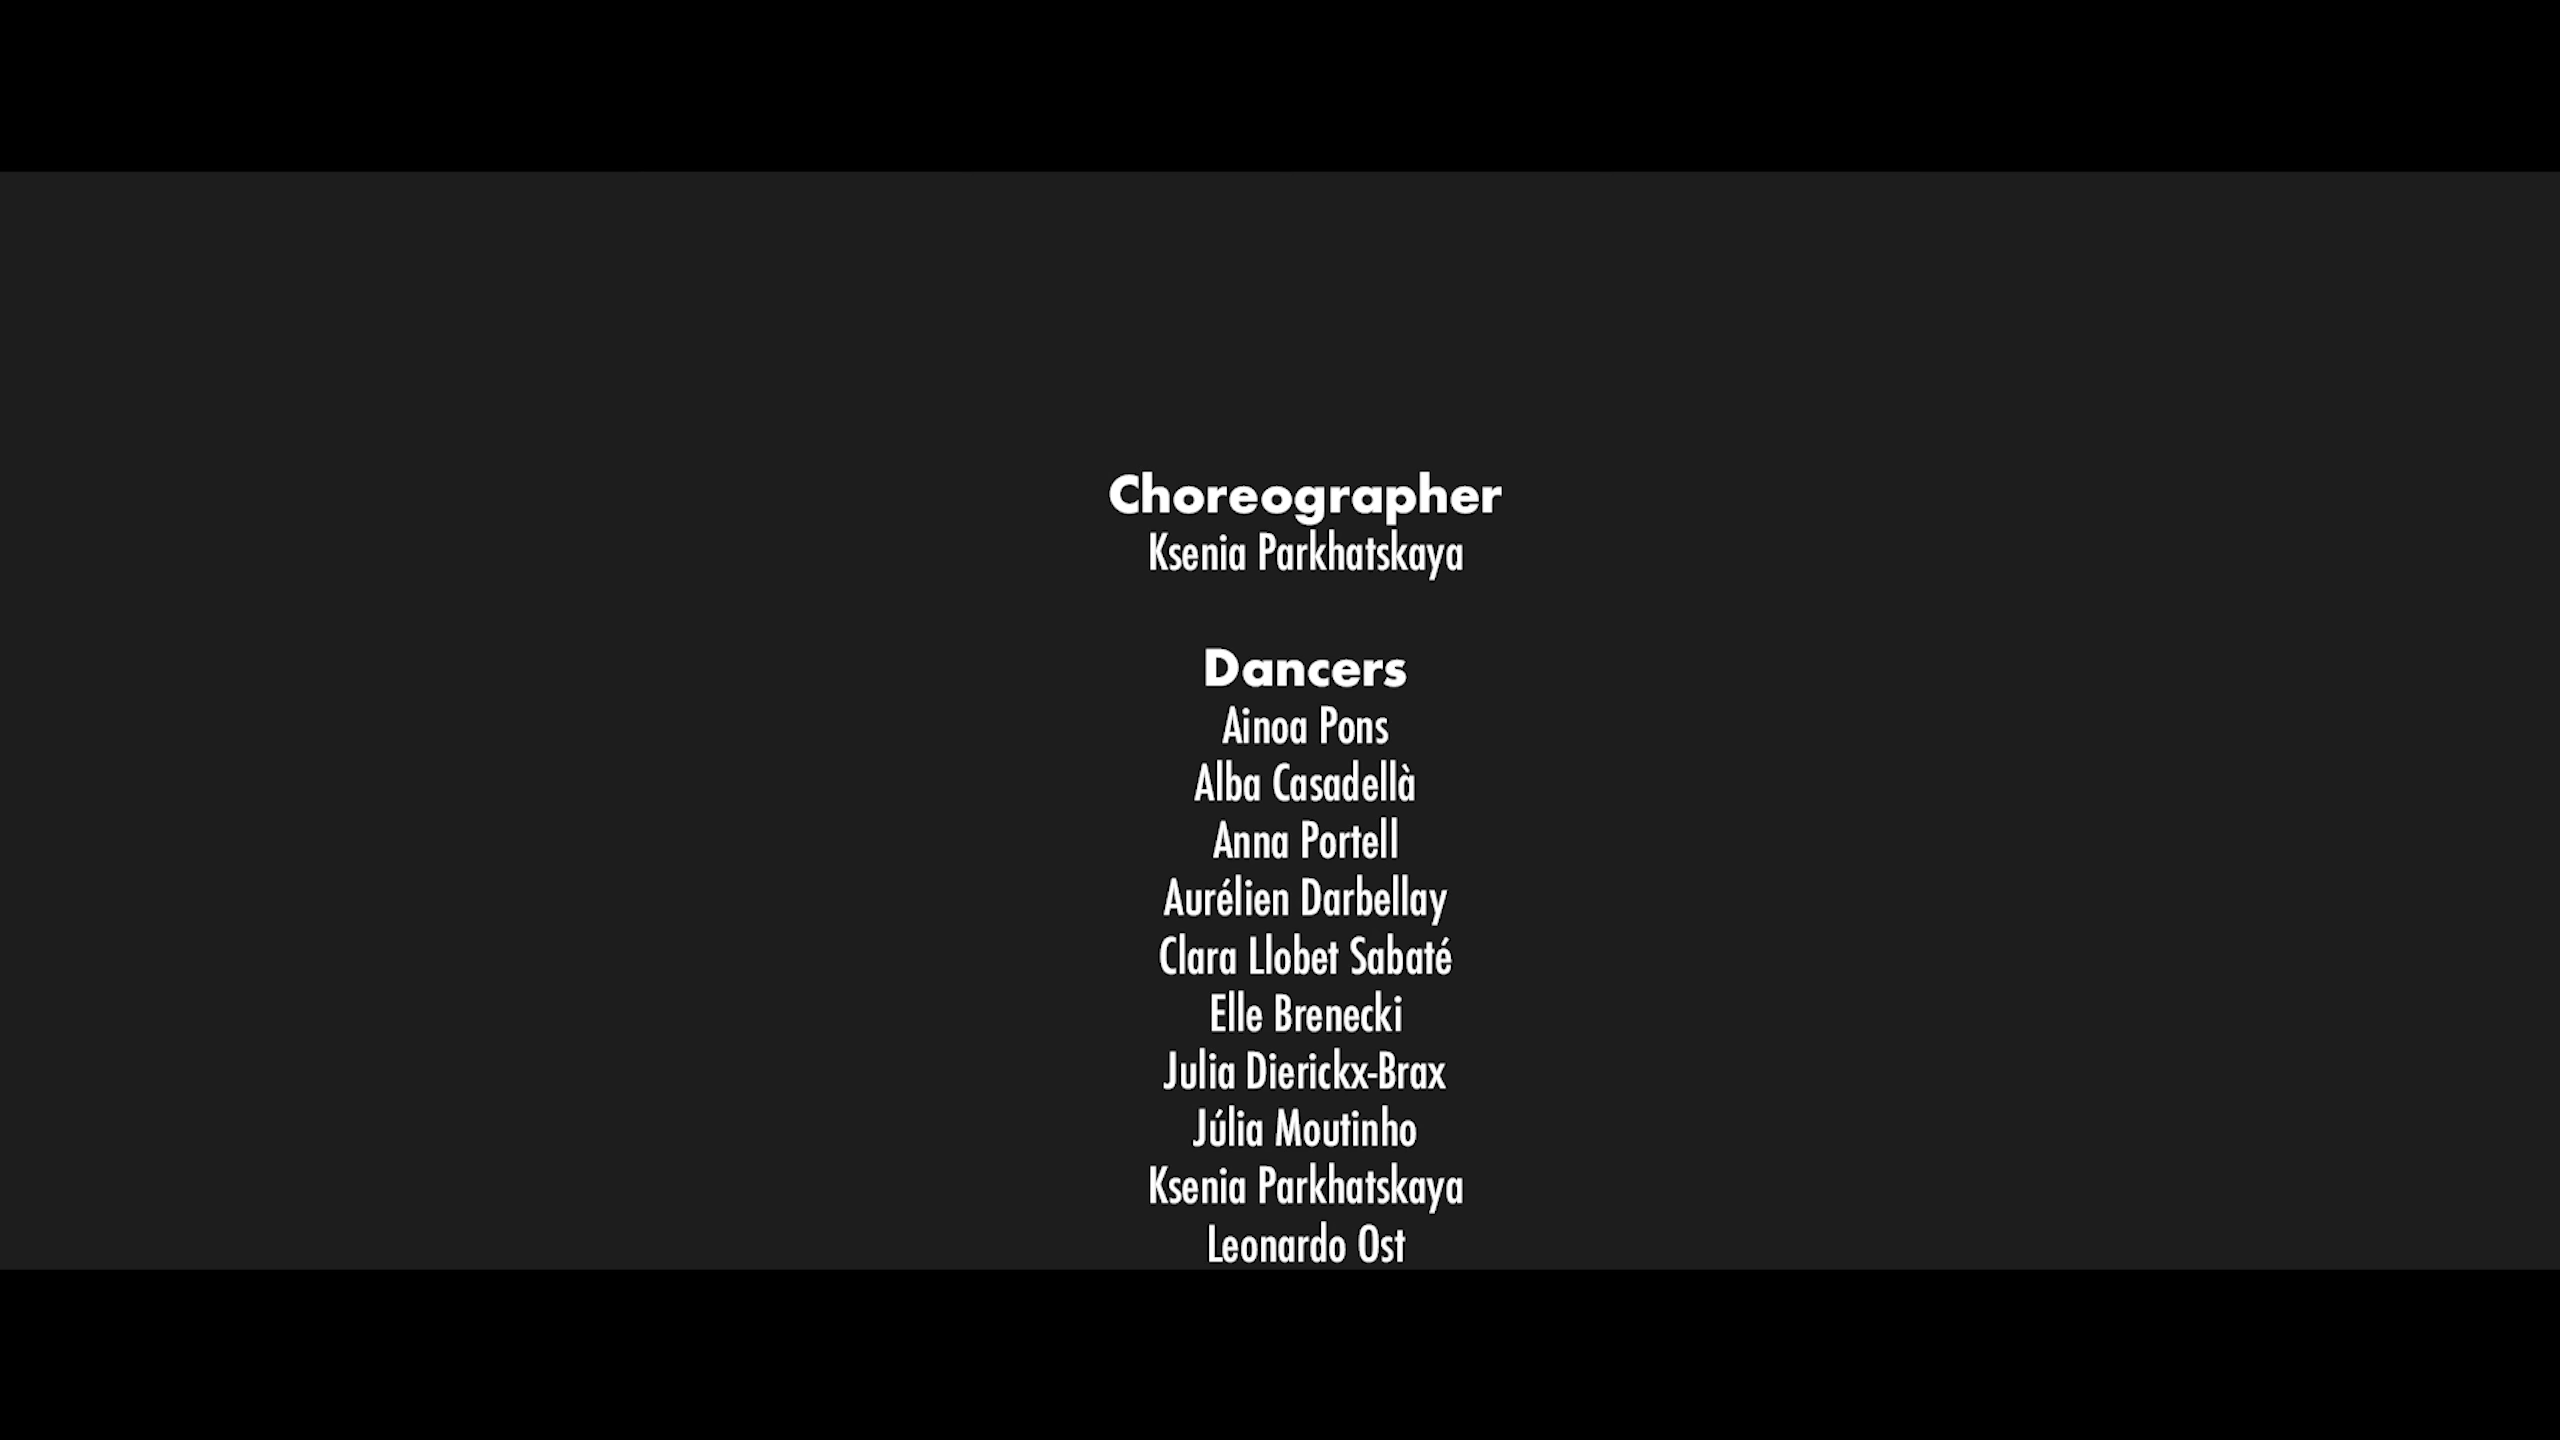 Choreographer
Ksenia Parkhatskaya
Dancers
Ainoa Pons
Alba Casadellà
Anna Portell
Aurélien Darbellay
Clara Llobet Sabaté
Elle Brenecki
Julia Dierickx-Brax
Júlia Moutinho
Ksenia Parkhatskaya
Leonardo Ost